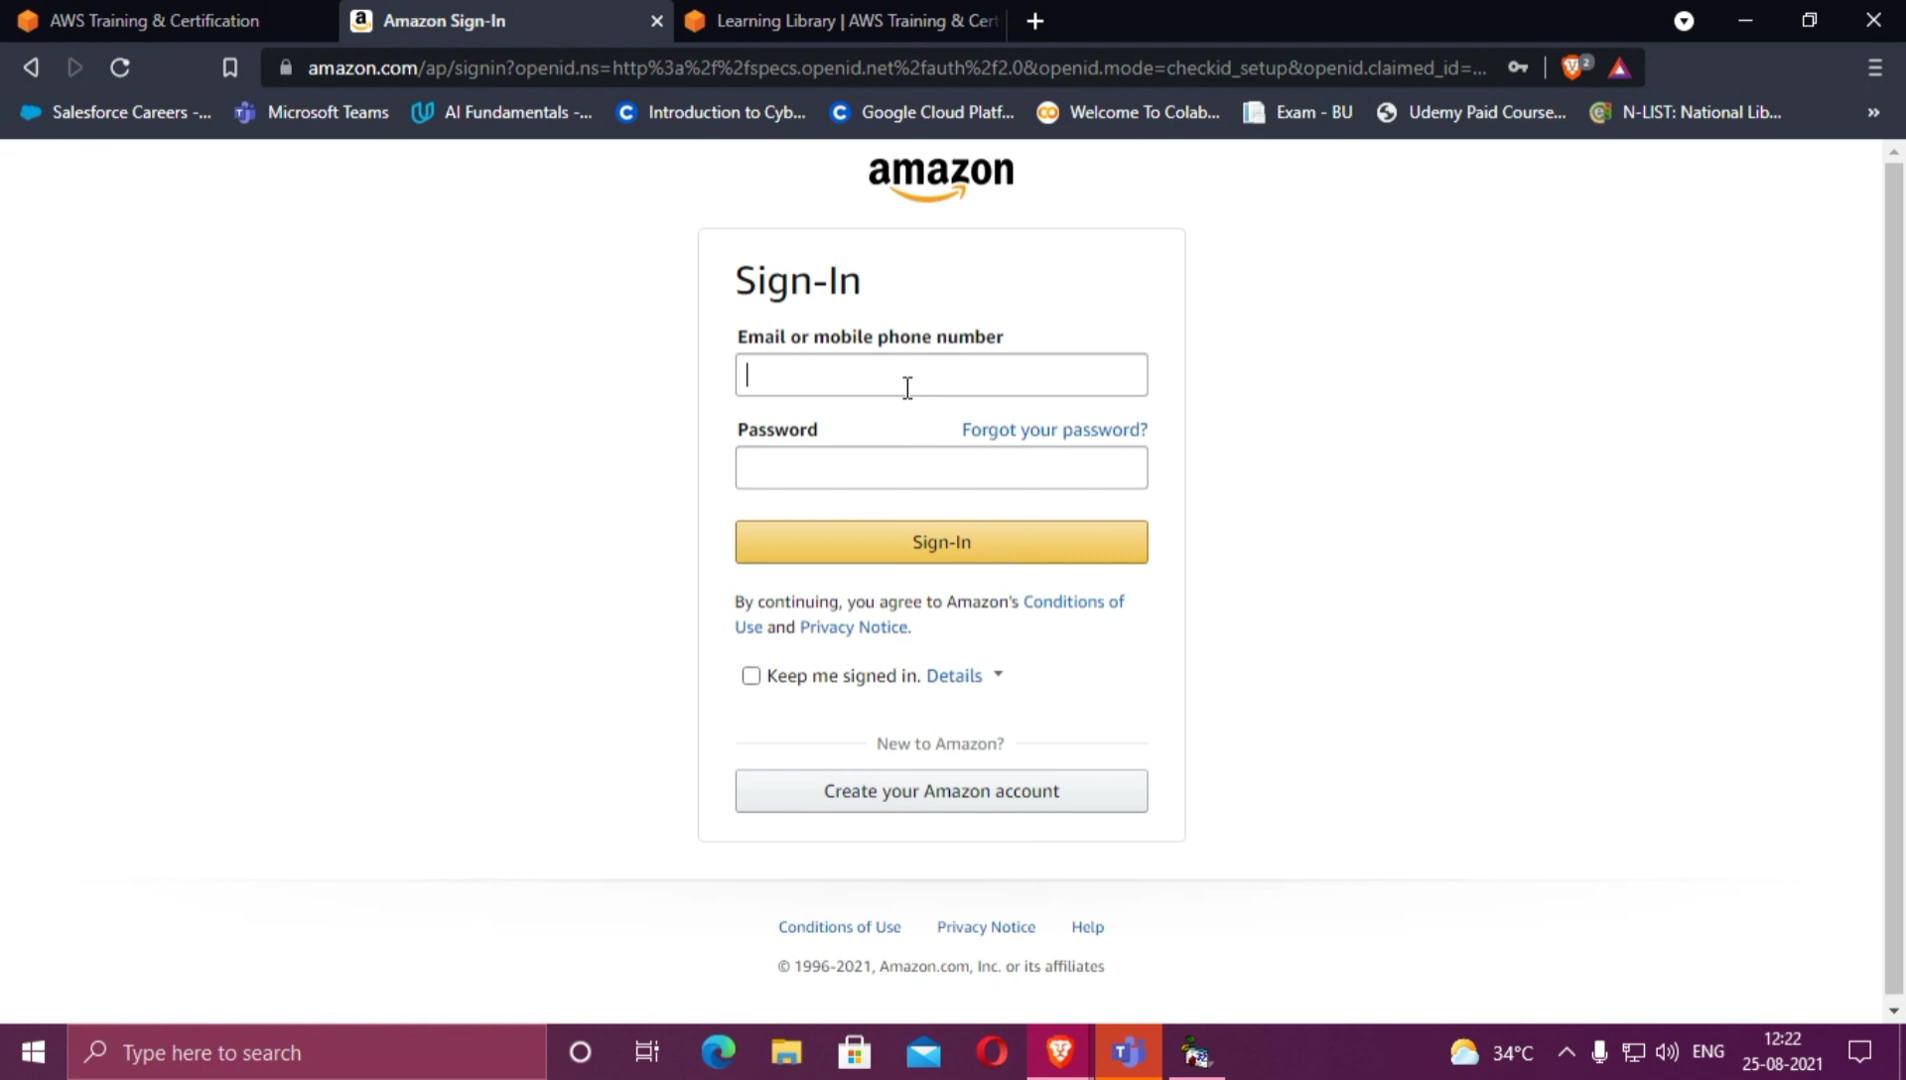 AWS Training & Certification
Amazon Sign-In
Learning Library | AWS Training & Cert
amazon.com/ap/signin?openid.ns=http%3a%2f%2fspecs.openid.net%2fauth%2f2.0&openid.mode=checkid_setup&openid.claimed_id=...
2
Salesforce Careers -...
Microsoft Teams
AI Fundamentals -...
Introduction to Cyb...
Google Cloud Platf...
Welcome To Colab...
Exam - BU
Udemy Paid Course...
N-LIST: National Lib...
amazon
Sign-In
Email or mobile phone number
Password
Forgot your password?
Sign-In
By continuing, you agree to Amazon's Conditions of
Use and Privacy Notice.
Keep me signed in. Details
New to Amazon?
Create your Amazon account
Conditions of Use
Privacy Notice
Help
© 1996-2021, Amazon.com, Inc. or its affiliates
Type here to search
34°C
ENG
12:22
25-08-2021